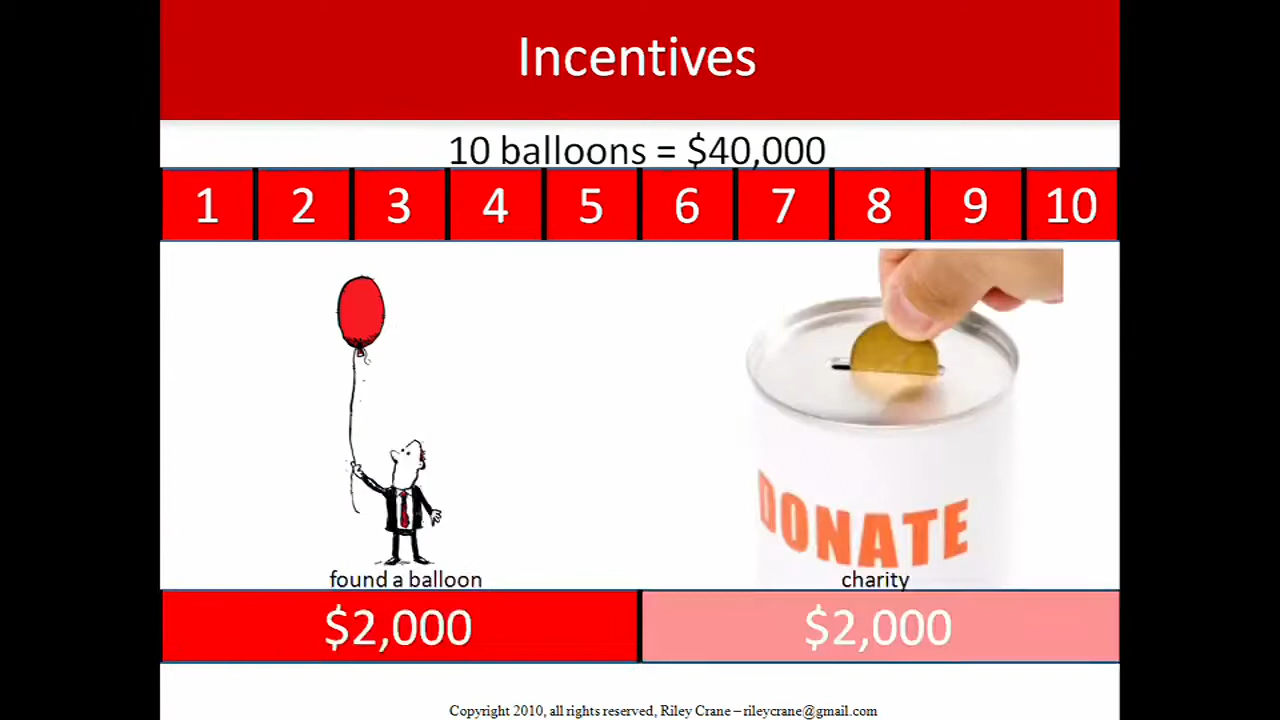 Incentives
10 balloons = $40,000
1 2 3 4 5 6 7 8 9 10
DONATE
found a balloon charity
$2,000 $2,000
Copyright 2010, all rights reserved, Riley Crane – rileycrane@gmail.com